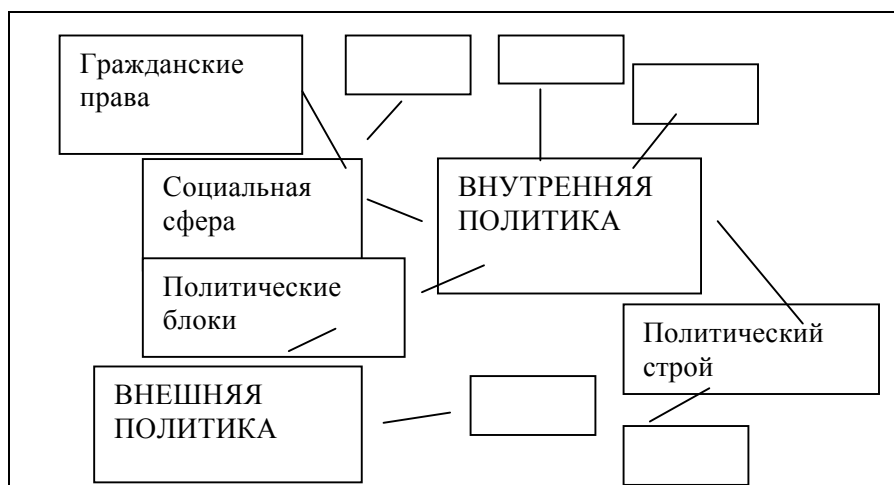 Гражданские
права
Социальная
сфера
ВНУТРЕННЯЯ
ПОЛИТИКА
Политические
блоки
Политический
строй
ВНЕШНЯЯ
ПОЛИТИКА